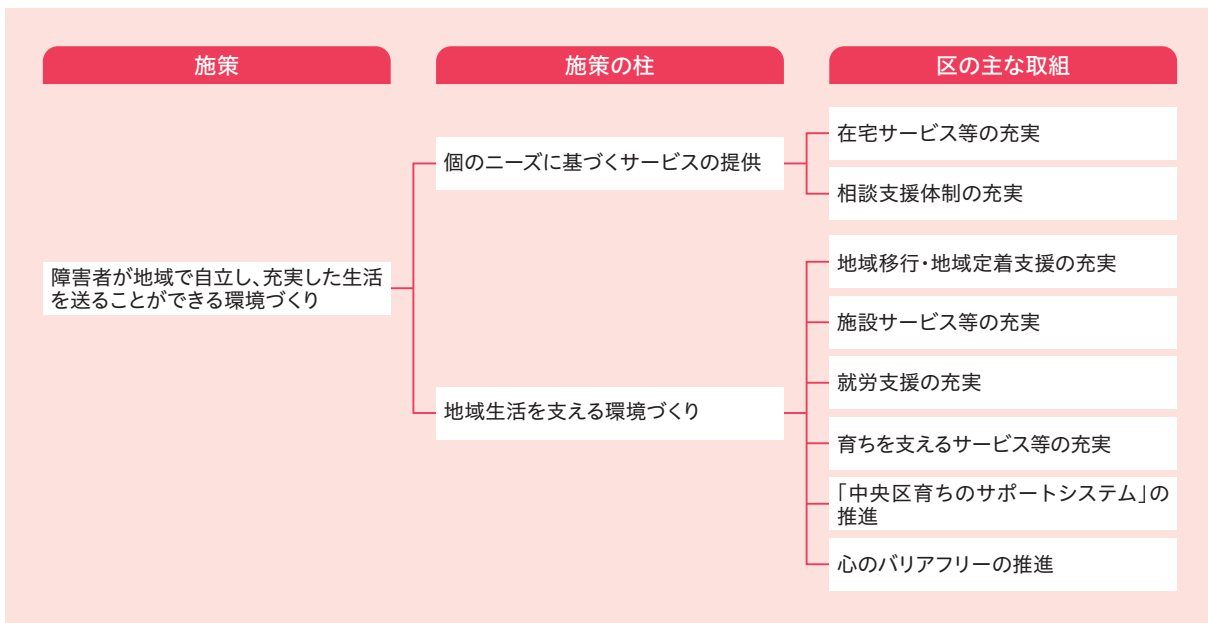 施策
施策の柱
区の主な取組
障害者が地域で自立し、充実した生活
を送ることができる環境づくり
個のニーズに基づくサービスの提供
在宅サービス等の充実
相談支援体制の充実
地域生活を支える環境づくり
地域移行・地域定着支援の充実
施設サービス等の充実
就労支援の充実
育ちを支えるサービス等の充実
「中央区育ちのサポートシステム」の
推進
心のバリアフリーの推進